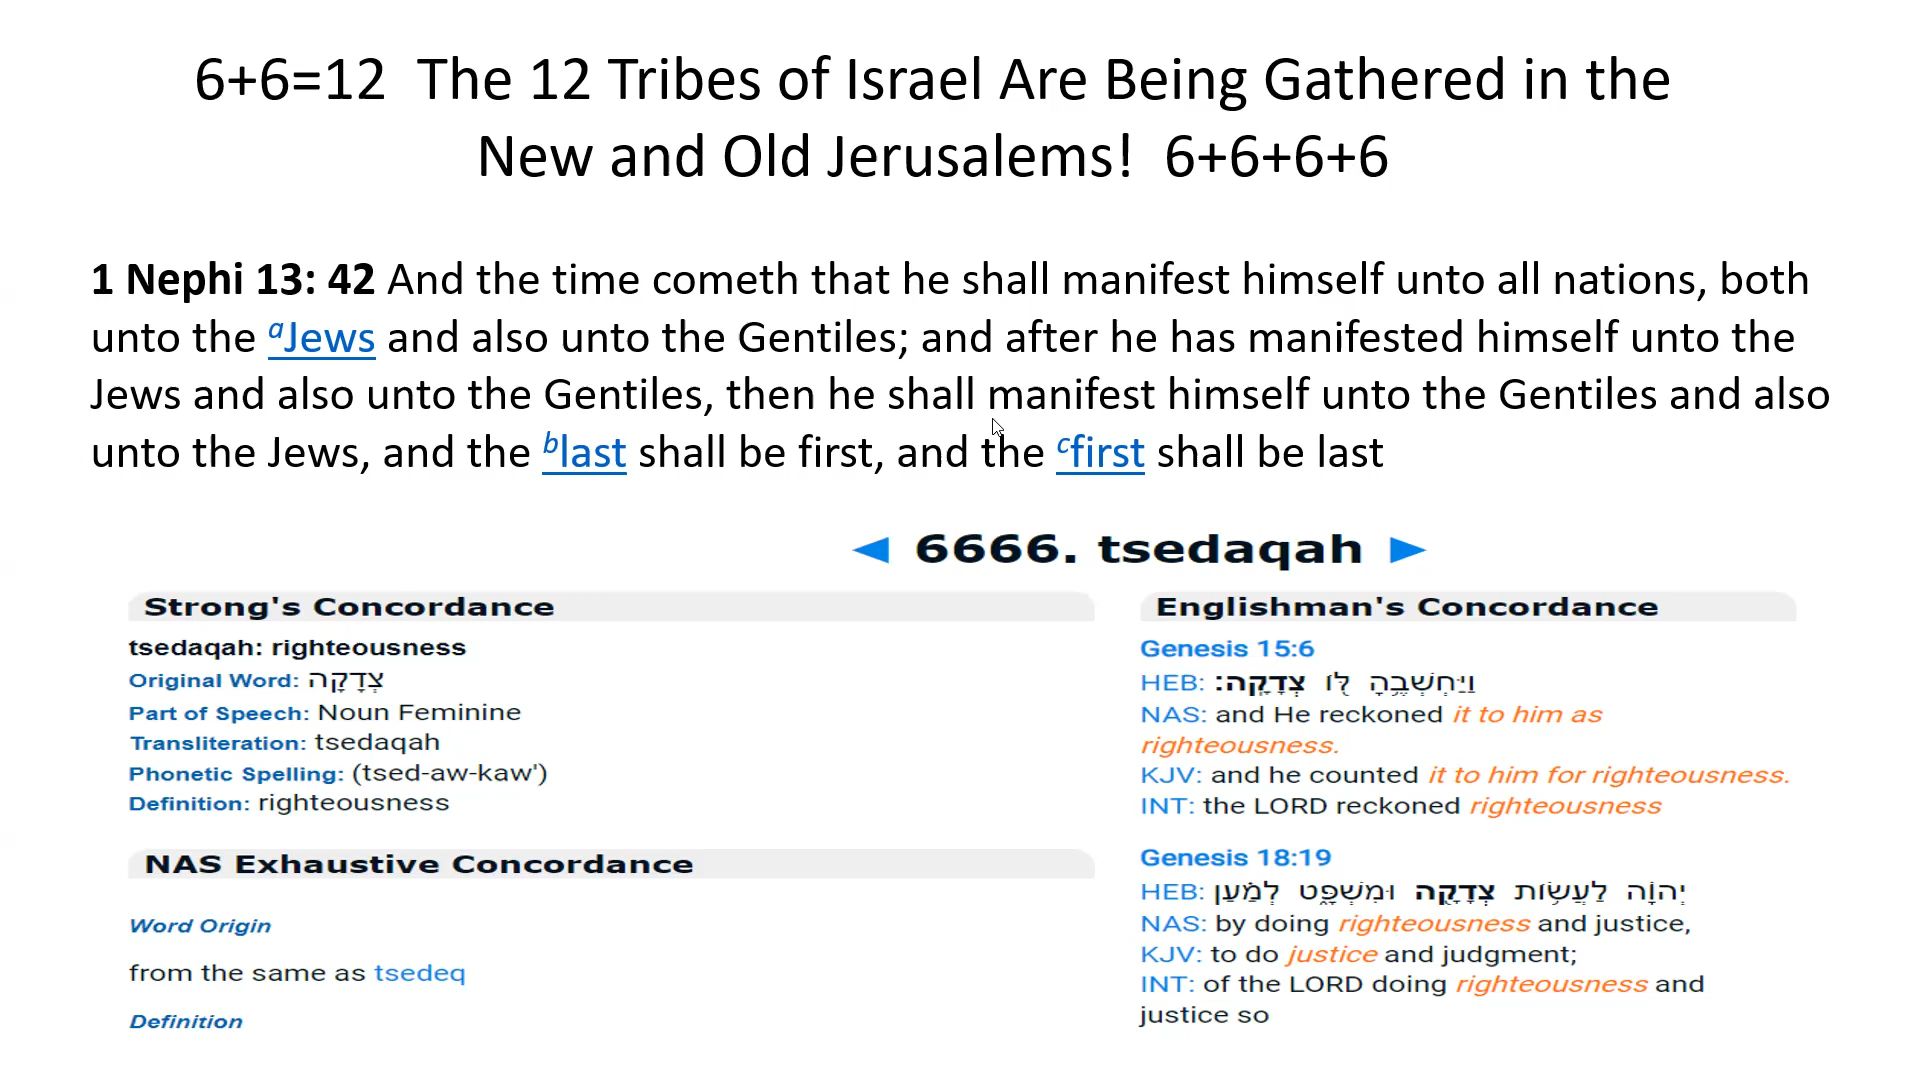 6+6=12  The 12 Tribes of Israel Are Being Gathered in the
New and Old Jerusalems!  6+6+6+6
1 Nephi 13: 42 And the time cometh that he shall manifest himself unto all nations, both
unto the aJews and also unto the Gentiles; and after he has manifested himself unto the
Jews and also unto the Gentiles, then he shall manifest himself unto the Gentiles and also
unto the Jews, and the blast shall be first, and the cfirst shall be last
◄ 6666. tsedaqah ►
Strong's Concordance
tsedaqah: righteousness
Original Word: צְדָקָה
Part of Speech: Noun Feminine
Transliteration: tsedaqah
Phonetic Spelling: (tsed-aw-kaw')
Definition: righteousness
NAS Exhaustive Concordance
Word Origin
from the same as tsedeq
Definition
Englishman's Concordance
Genesis 15:6
HEB: וַיַּחְשְׁבֶ֥הָ לּ֖וֹ צְדָקָֽה׃
NAS: and He reckoned it to him as
righteousness.
KJV: and he counted it to him for righteousness.
INT: the LORD reckoned righteousness
Genesis 18:19
HEB: יְהוָ֔ה לַעֲשׂ֥וֹת צְדָקָ֖ה וּמִשְׁפָּ֑ט לְמַ֗עַן
NAS: by doing righteousness and justice,
KJV: to do justice and judgment;
INT: of the LORD doing righteousness and
justice so